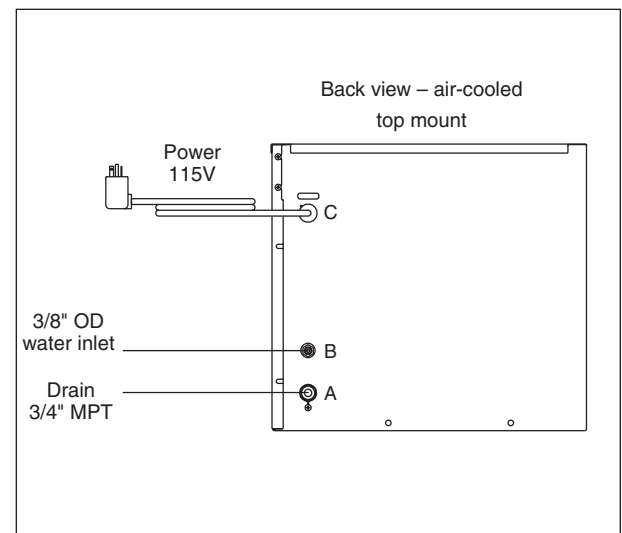 Back view – air-cooled
top mount
Power
115V
C
3/8" OD
water inlet
B
Drain
3/4" MPT
A